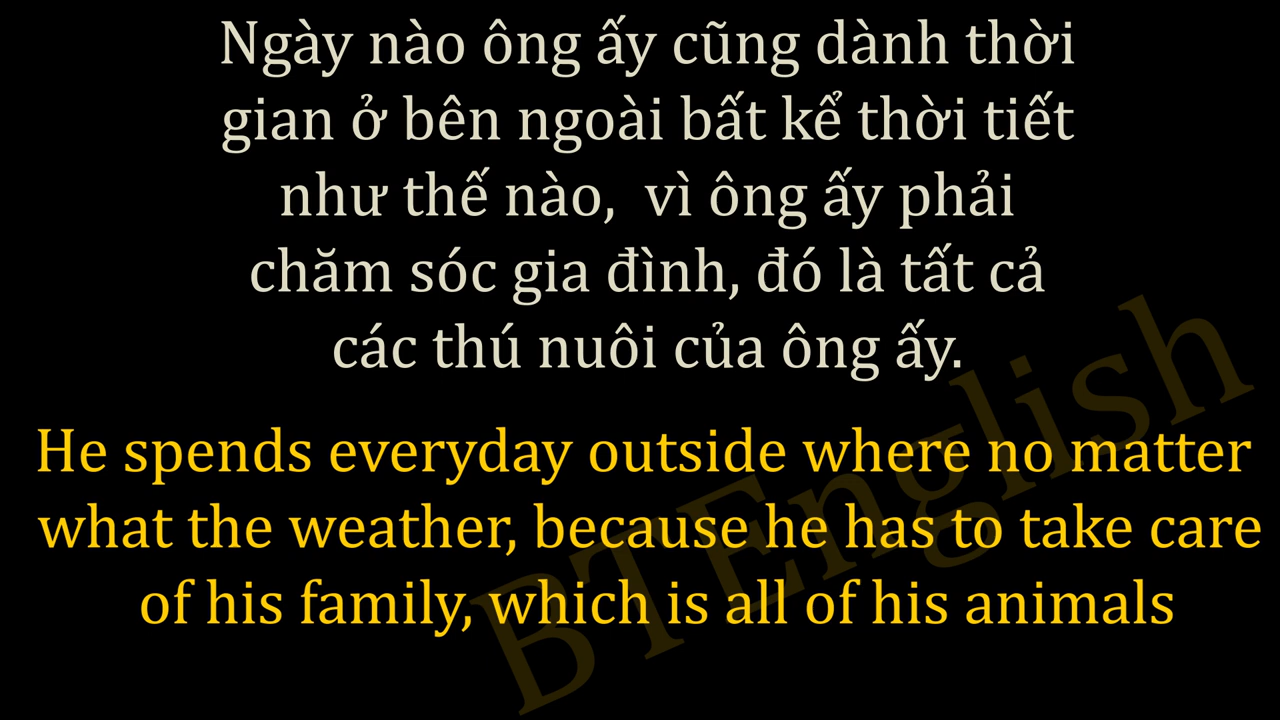 Ngày nào ông ấy cũng dành thời
gian ở bên ngoài bất kể thời tiết
như thế nào, vì ông ấy phải
chăm sóc gia đình, đó là tất cả
các thú nuôi của ông ấy.
He spends everyday outside where no matter
what the weather, because he has to take care
of his family, which is all of his animals
BTEnglish